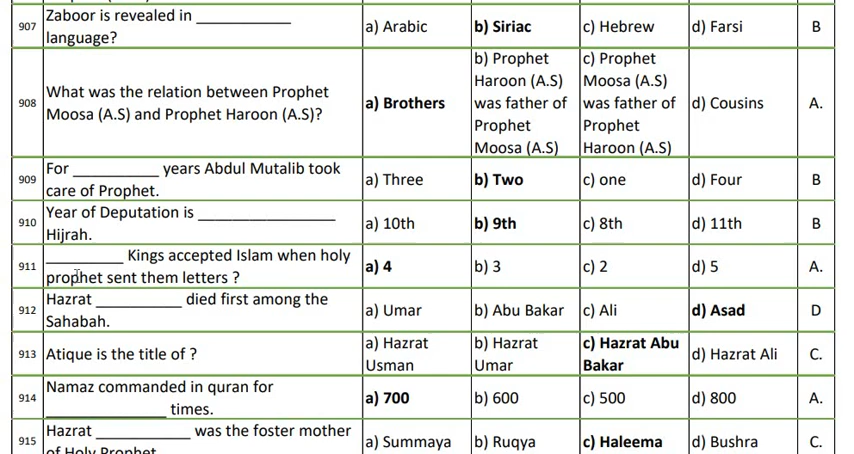 907 Zaboor is revealed in ____________ language? a) Arabic b) Siriac c) Hebrew d) Farsi B
908 What was the relation between Prophet Moosa (A.S) and Prophet Haroon (A.S)? a) Brothers b) Prophet Haroon (A.S) was father of Prophet Moosa (A.S) c) Prophet Moosa (A.S) was father of Prophet Haroon (A.S) d) Cousins A.
909 For ___________ years Abdul Mutalib took care of Prophet. a) Three b) Two c) one d) Four B
910 Year of Deputation is __________________ Hijrah. a) 10th b) 9th c) 8th d) 11th B
911 __________ Kings accepted Islam when holy prophet sent them letters ? a) 4 b) 3 c) 2 d) 5 A.
912 Hazrat ___________ died first among the Sahabah. a) Umar b) Abu Bakar c) Ali d) Asad D
913 Atique is the title of ? a) Hazrat Usman b) Hazrat Umar c) Hazrat Abu Bakar d) Hazrat Ali C.
914 Namaz commanded in quran for ________________ times. a) 700 b) 600 c) 500 d) 800 A.
915 Hazrat ____________ was the foster mother of Holy Prophet a) Summaya b) Ruqya c) Haleema d) Bushra C.